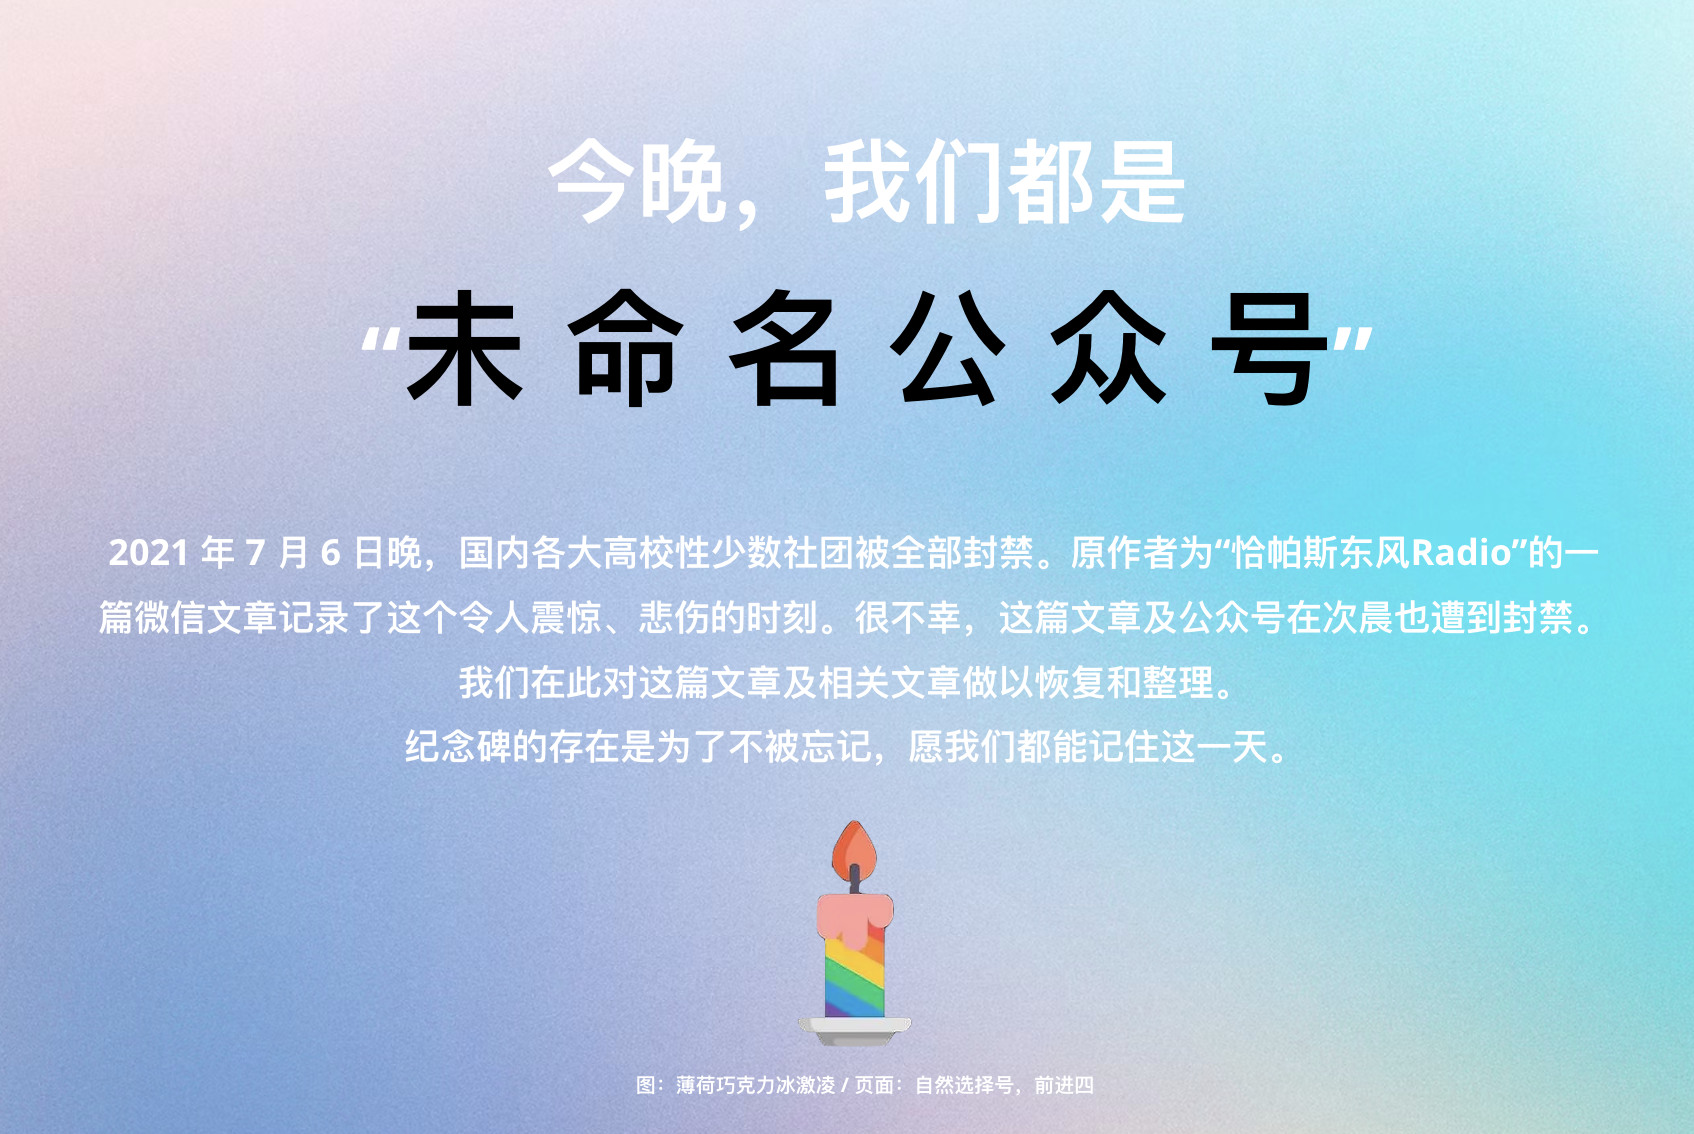 今晚，我们都是
“未命名公众号”
2021 年 7 月 6 日晚，国内各大高校性少数社团被全部封禁。原作者为“恰帕斯东风Radio”的一
篇微信文章记录了这个令人震惊、悲伤的时刻。很不幸，这篇文章及公众号在次晨也遭到封禁。
我们在此对这篇文章及相关文章做以恢复和整理。
纪念碑的存在是为了不被忘记，愿我们都能记住这一天。
图：薄荷巧克力冰激凌 / 页面：自然选择号，前进四